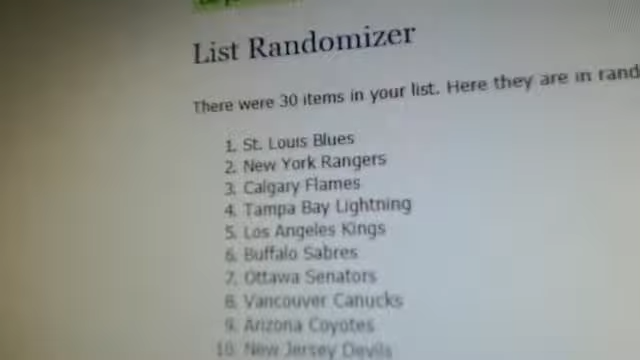 List Randomizer
There were 30 items in your list. Here they are in rand
1. St. Louis Blues
2. New York Rangers
3. Calgary Flames
4. Tampa Bay Lightning
5. Los Angeles Kings
6. Buffalo Sabres
7. Ottawa Senators
8. Vancouver Canucks
9. Arizona Coyotes
10. New Jersey Devils